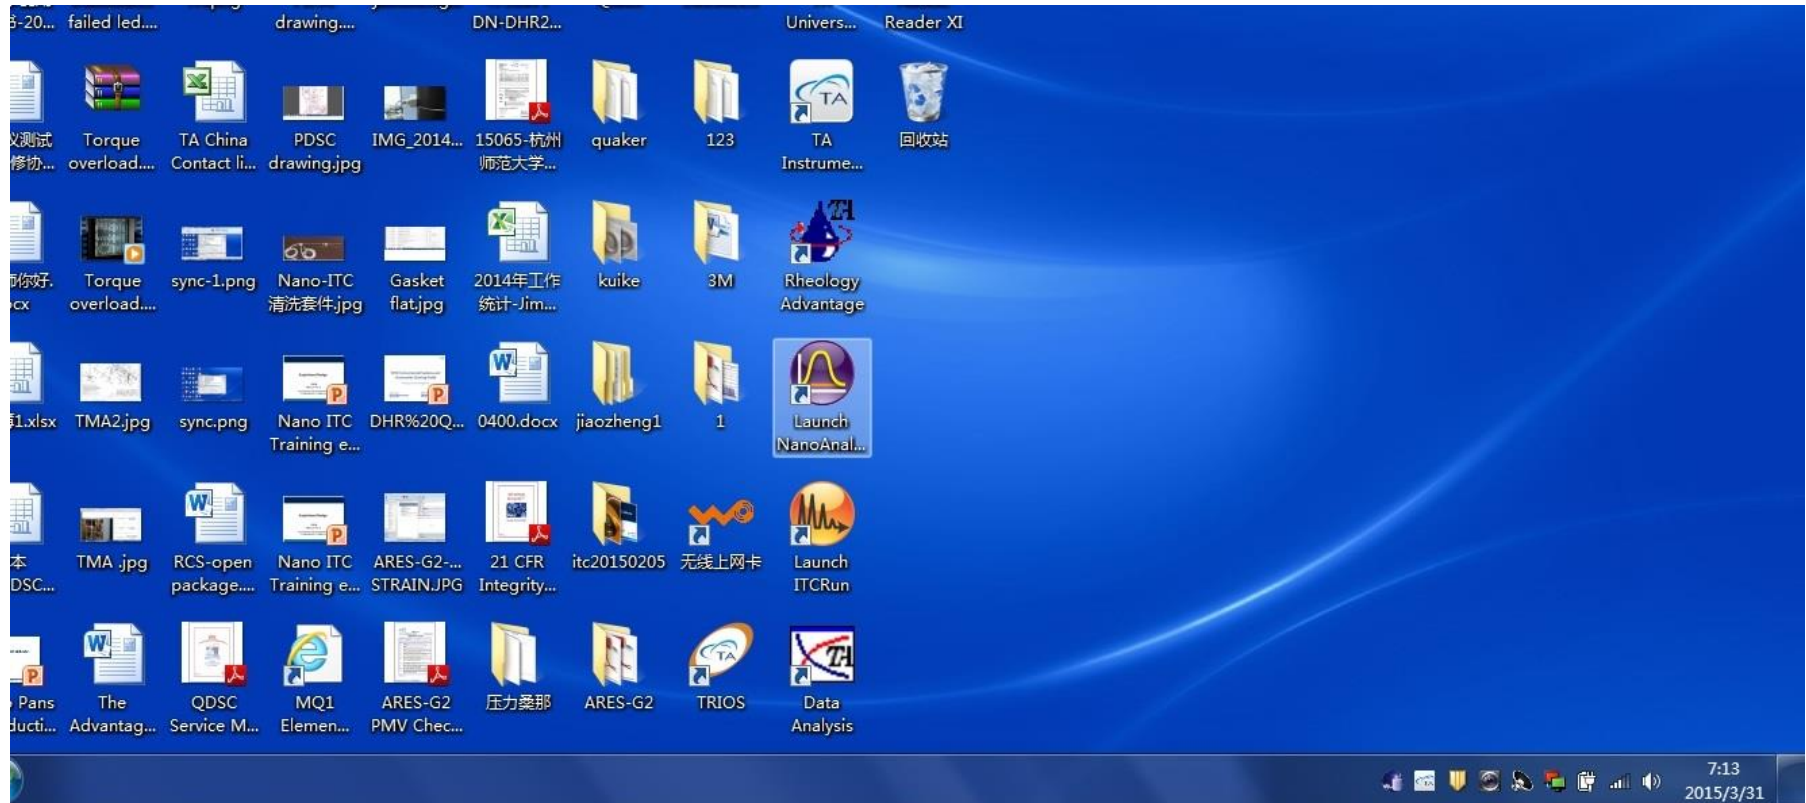 failed led....
drawing....
DN-DHR2...
Univers...
Reader XI
Torque
overload....
TA China
Contact li...
PDSC
drawing.jpg
IMG_2014...
15065-杭州
师范大学...
quaker
123
TA
Instrume...
回收站
Torque
overload....
sync-1.png
Nano-ITC
清洗套件.jpg
Gasket
flat.jpg
2014年工作
统计-Jim...
kuike
3M
Rheology
Advantage
1.xlsx
TMA2.jpg
sync.png
Nano ITC
Training e...
DHR%20Q...
0400.docx
jiaozheng1
1
Launch
NanoAnal...
本
DSC...
TMA .jpg
RCS-open
package....
Nano ITC
Training e...
ARES-G2-...
STRAIN.JPG
21 CFR
Integrity...
itc20150205
无线上网卡
Launch
ITCRun
Pans
ducti...
The
Advantag...
QDSC
Service M...
MQ1
Elemen...
ARES-G2
PMV Chec...
压力桑那
ARES-G2
TRIOS
Data
Analysis
7:13
2015/3/31